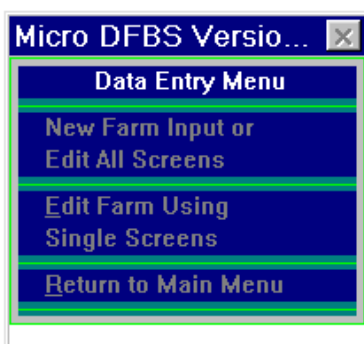 Micro DFBS Versio...
Data Entry Menu
New Farm Input or
Edit All Screens
Edit Farm Using
Single Screens
Return to Main Menu